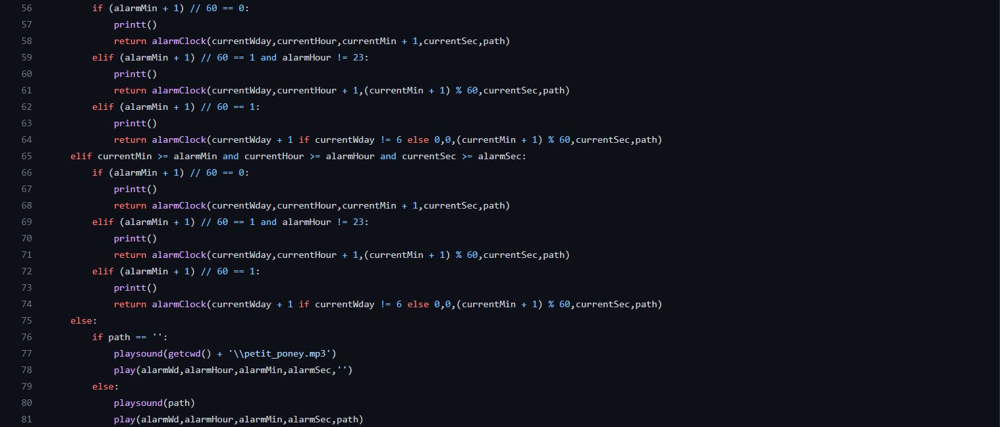 56 if (alarmMin + 1) // 60 == 0:
57 printt()
58 return alarmClock(currentWday,currentHour,currentMin + 1,currentSec,path)
59 elif (alarmMin + 1) // 60 == 1 and alarmHour != 23:
60 printt()
61 return alarmClock(currentWday,currentHour + 1,(currentMin + 1) % 60,currentSec,path)
62 elif (alarmMin + 1) // 60 == 1:
63 printt()
64 return alarmClock(currentWday + 1 if currentWday != 6 else 0,0,(currentMin + 1) % 60,currentSec,path)
65 elif currentMin >= alarmMin and currentHour >= alarmHour and currentSec >= alarmSec:
66 if (alarmMin + 1) // 60 == 0:
67 printt()
68 return alarmClock(currentWday,currentHour,currentMin + 1,currentSec,path)
69 elif (alarmMin + 1) // 60 == 1 and alarmHour != 23:
70 printt()
71 return alarmClock(currentWday,currentHour + 1,(currentMin + 1) % 60,currentSec,path)
72 elif (alarmMin + 1) // 60 == 1:
73 printt()
74 return alarmClock(currentWday + 1 if currentWday != 6 else 0,0,(currentMin + 1) % 60,currentSec,path)
75 else:
76 if path == '':
77 playsound(getcwd() + '\\petit_poney.mp3')
78 play(alarmWd,alarmHour,alarmMin,alarmSec,'')
79 else:
80 playsound(path)
81 play(alarmWd,alarmHour,alarmMin,alarmSec,path)